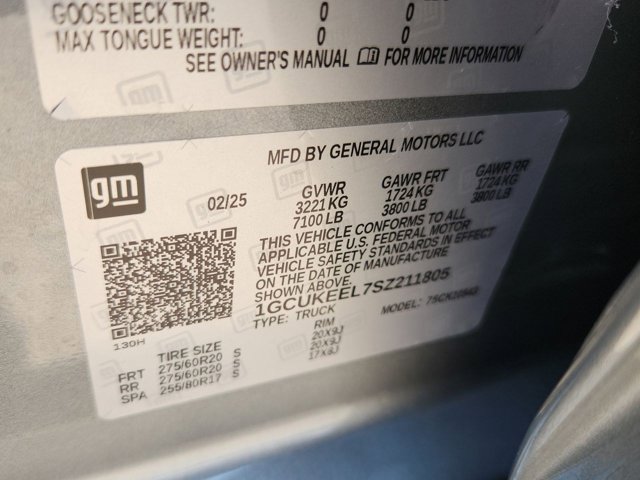 GOOSENECK TWR: 0 0
MAX TONGUE WEIGHT: 0 0
SEE OWNER'S MANUAL FOR MORE INFORMATION
gm
MFD BY GENERAL MOTORS LLC
02/25
GVWR GAWR FRT GAWR RR
3221 KG 1724 KG 1724 KG
7100 LB 3800 LB 3800 LB
THIS VEHICLE CONFORMS TO ALL
APPLICABLE U.S. FEDERAL MOTOR
VEHICLE SAFETY STANDARDS IN EFFECT
ON THE DATE OF MANUFACTURE
SHOWN ABOVE.
1GCUKEEL7SZ211805
TYPE: TRUCK MODEL:
130H
TIRE SIZE RIM
FRT 275/60R20 S 20X9J
RR 275/60R20 S 20X9J
SPA 255/80R17 S 17X8J